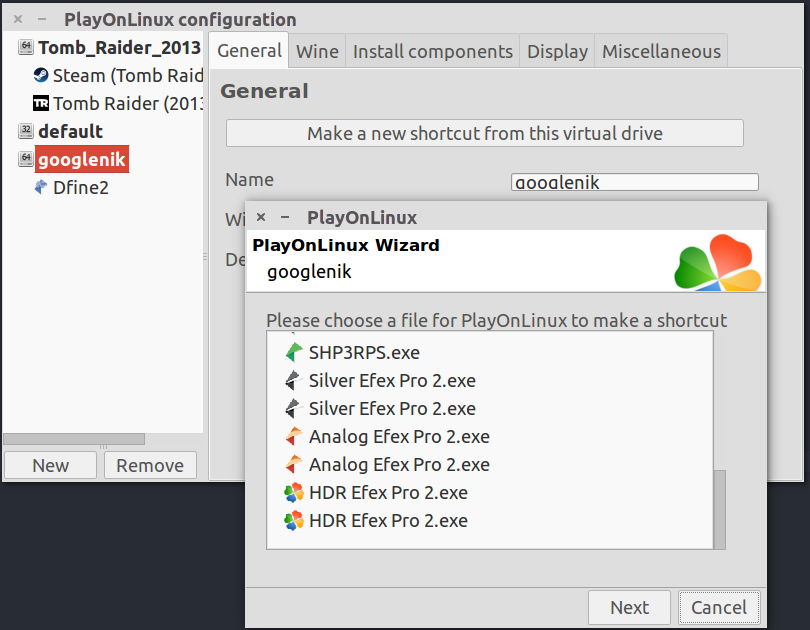 PlayOnLinux configuration
64 Tomb_Raider_2013
Steam (Tomb Raid
TR Tomb Raider (2013
32 default
64 googlenik
Dfine2
New
Remove
General
Wine
Install components
Display
Miscellaneous
General
Make a new shortcut from this virtual drive
Name
googlenik
Wi
De
PlayOnLinux
PlayOnLinux Wizard
googlenik
Please choose a file for PlayOnLinux to make a shortcut
SHP3RPS.exe
Silver Efex Pro 2.exe
Silver Efex Pro 2.exe
Analog Efex Pro 2.exe
Analog Efex Pro 2.exe
HDR Efex Pro 2.exe
HDR Efex Pro 2.exe
Next
Cancel